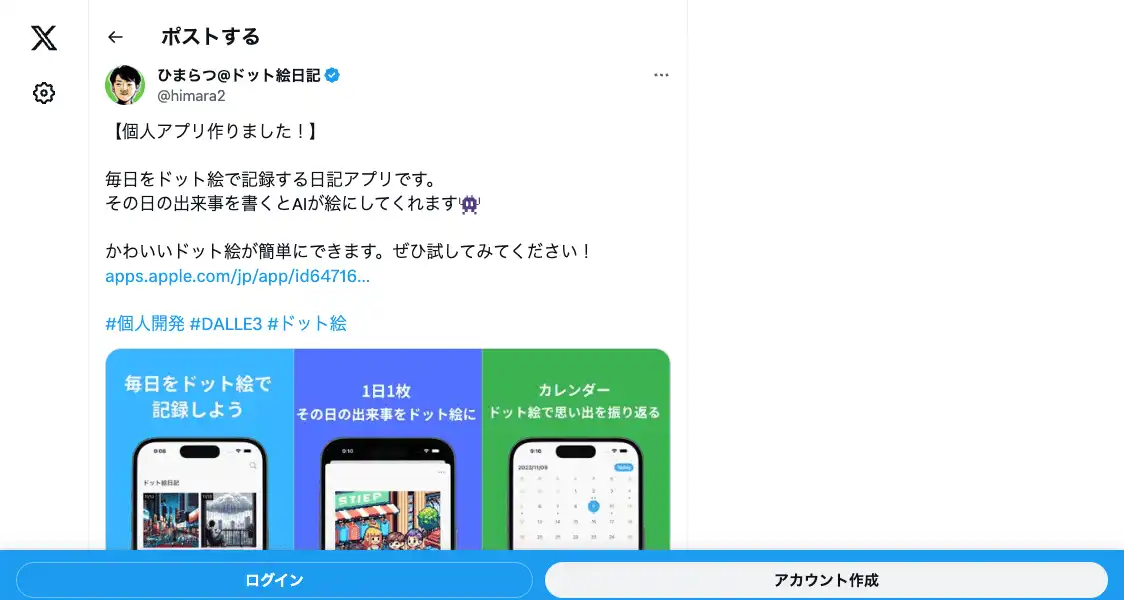 ポストする
ひまらつ@ドット絵日記
@himara2
【個人アプリ作りました！】
毎日をドット絵で記録する日記アプリです。
その日の出来事を書くとAIが絵にしてくれます👾
かわいいドット絵が簡単にできます。ぜひ試してみてください！
apps.apple.com/jp/app/id64716…
#個人開発 #DALLE3 #ドット絵
毎日をドット絵で
記録しよう
9:08
ドット絵日記
1日1枚
その日の出来事をドット絵に
9:10
STIEP
カレンダー
ドット絵で思い出を振り返る
9:16
2023/11/09
Today
ログイン
アカウント作成